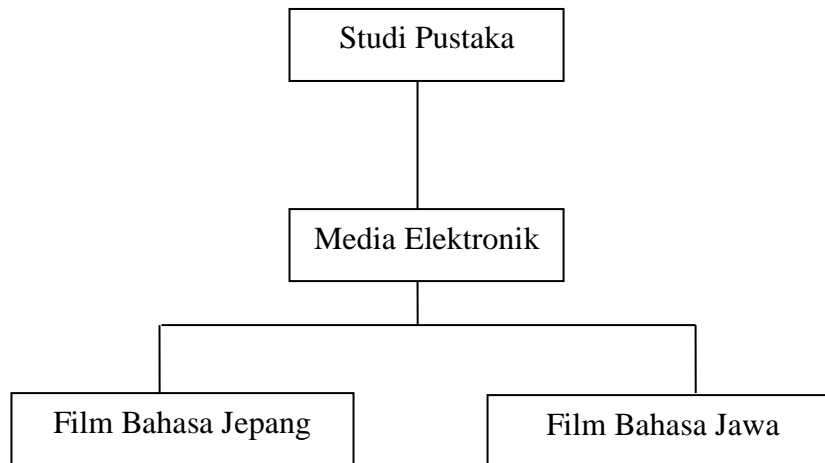 Studi Pustaka
Media Elektronik
Film Bahasa Jepang
Film Bahasa Jawa